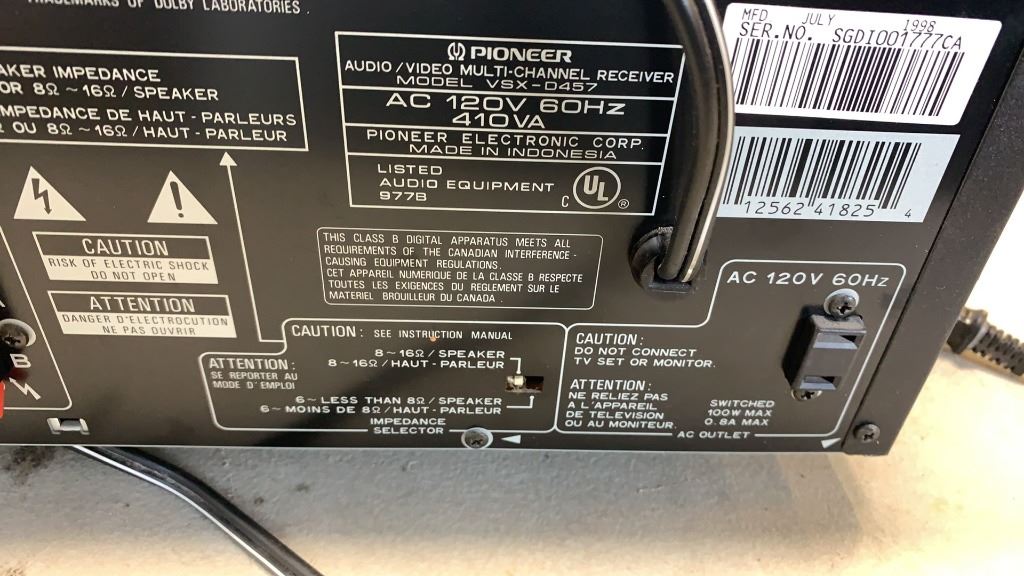 TRADEMARKS OF DOLBY LABORATORIES .
AKER IMPEDANCE
OR 8Ω ~ 16Ω / SPEAKER
IMPEDANCE DE HAUT - PARLEURS
Ω OU 8Ω ~ 16Ω / HAUT - PARLEUR
PIONEER
AUDIO / VIDEO MULTI-CHANNEL RECEIVER
MODEL VSX-D457
AC 120V 60Hz
410VA
PIONEER ELECTRONIC CORP.
MADE IN INDONESIA
LISTED
AUDIO EQUIPMENT
977B
C UL ®
MFD JULY 1998
SER.NO. SGDI001777CA
12562 41825 4
CAUTION
RISK OF ELECTRIC SHOCK
DO NOT OPEN
ATTENTION
DANGER D'ELECTROCUTION
NE PAS OUVRIR
THIS CLASS B DIGITAL APPARATUS MEETS ALL
REQUIREMENTS OF THE CANADIAN INTERFERENCE-
CAUSING EQUIPMENT REGULATIONS.
CET APPAREIL NUMERIQUE DE LA CLASSE B RESPECTE
TOUTES LES EXIGENCES DU REGLEMENT SUR LE
MATERIEL BROUILLEUR DU CANADA .
B
CAUTION : SEE INSTRUCTION MANUAL
ATTENTION :
SE REPORTER AU
MODE D'EMPLOI
8 ~ 16Ω / SPEAKER
8 ~ 16Ω / HAUT - PARLEUR
6 ~ LESS THAN 8Ω / SPEAKER
6 ~ MOINS DE 8Ω / HAUT - PARLEUR
IMPEDANCE
SELECTOR
AC 120V 60Hz
CAUTION :
DO NOT CONNECT
TV SET OR MONITOR.
ATTENTION :
NE RELIEZ PAS
A L'APPAREIL
DE TELEVISION
OU AU MONITEUR.
SWITCHED
100W MAX
0.8A MAX
AC OUTLET